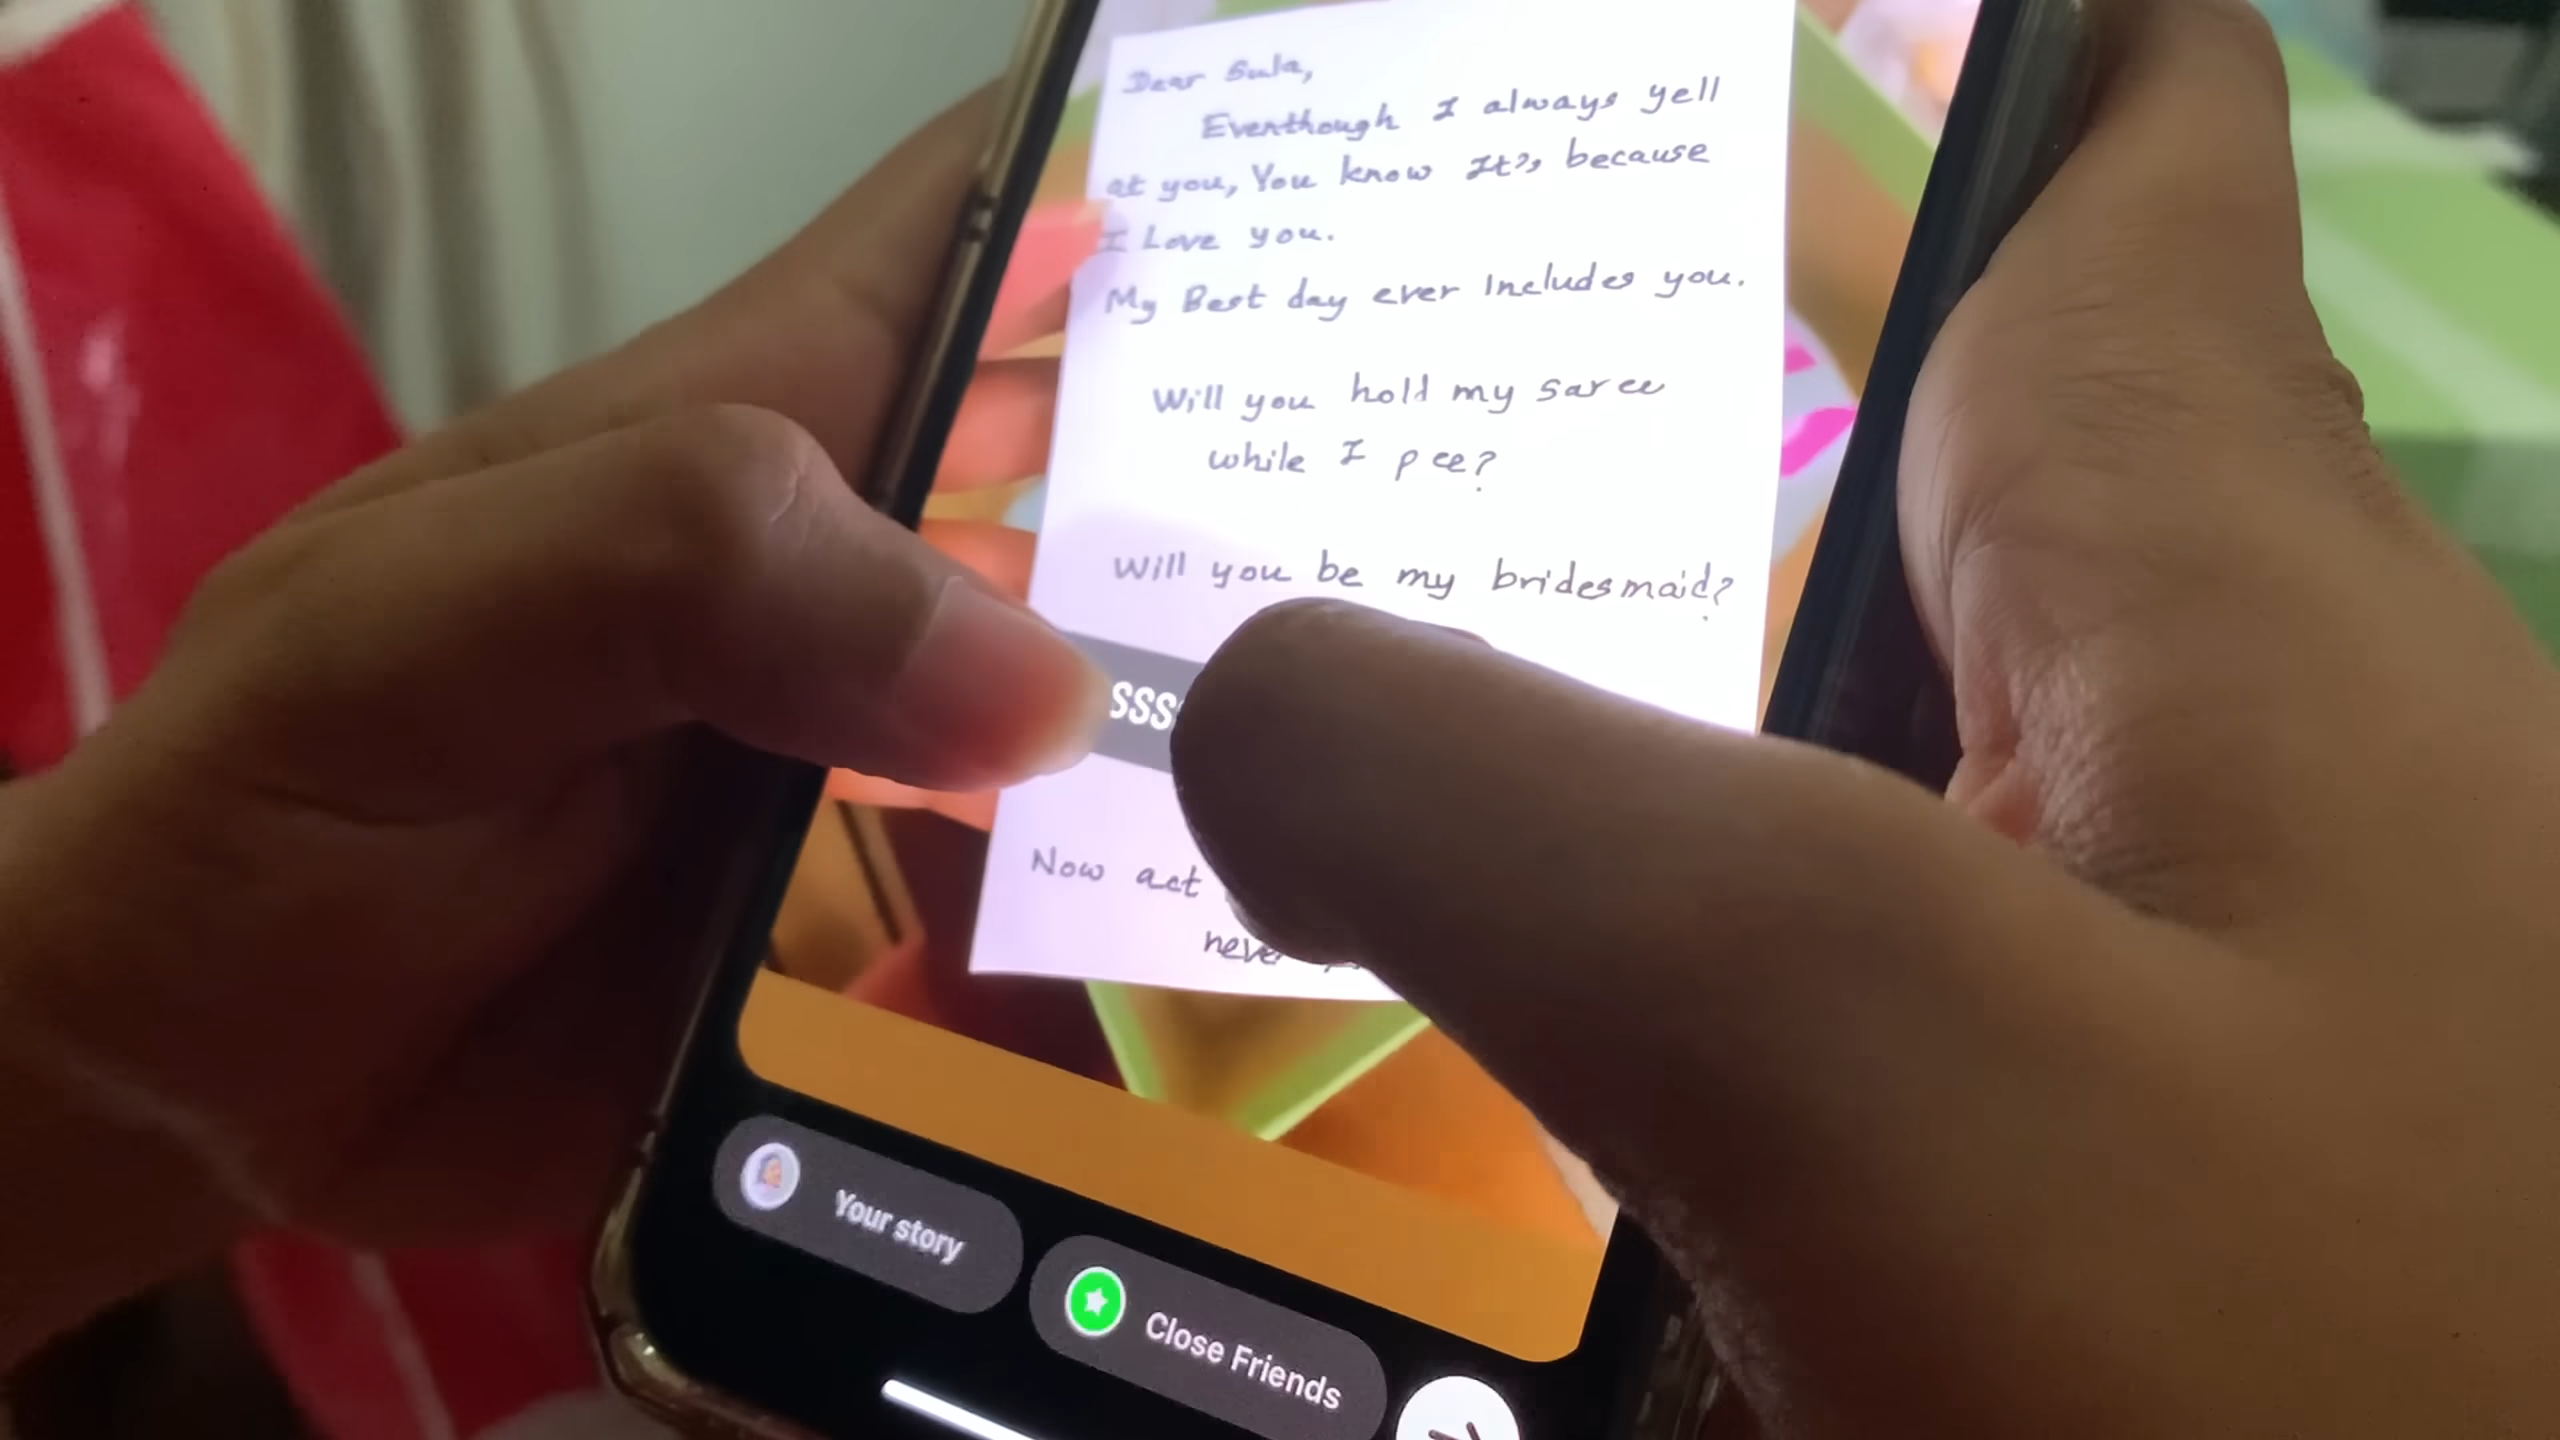 Dear Sula,
Eventhough I always yell
at you, You know It's because
I Love you.
My Best day ever Includes you.
Will you hold my saree
while I pee?
Will you be my bridesmaid?
SSS
Now act
never
Your story
Close Friends